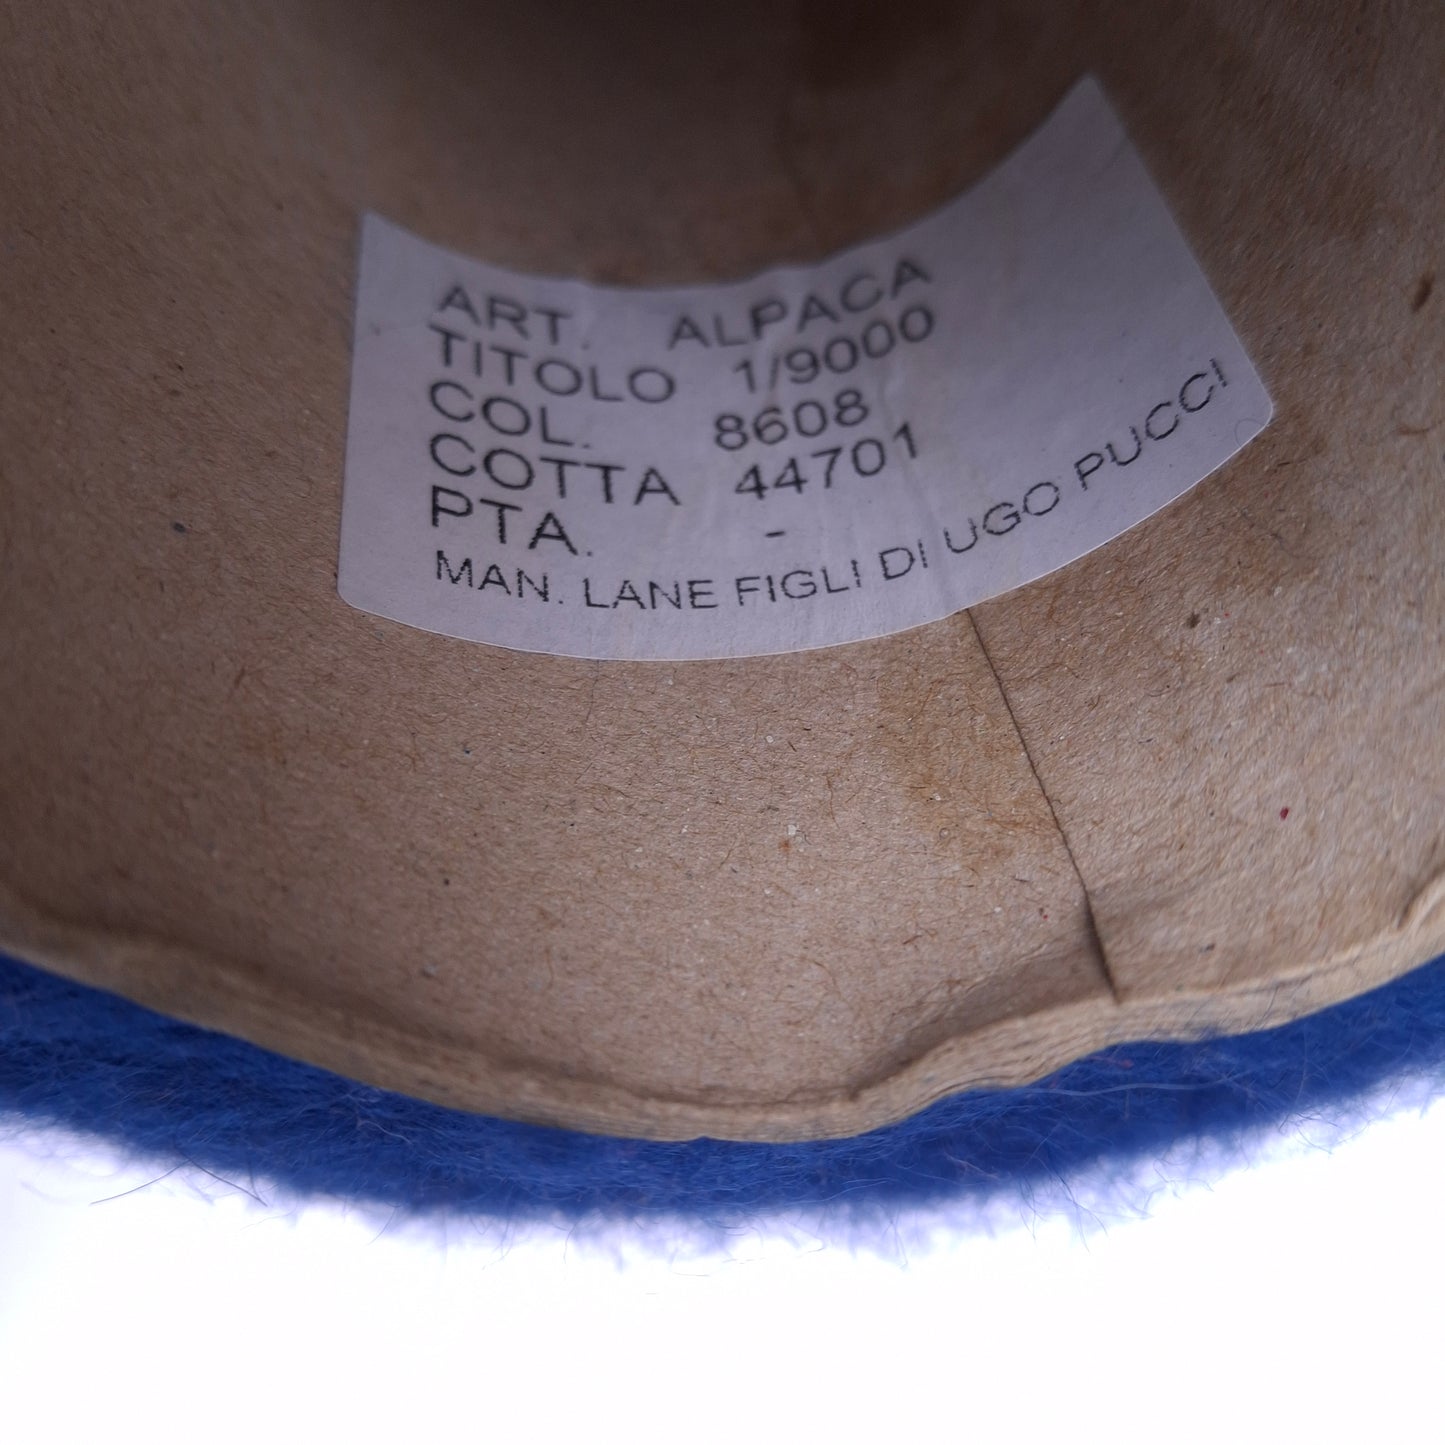 ART. ALPACA
TITOLO 1/9000
COL. 8608
COTTA 44701
PTA. -
MAN. LANE FIGLI DI UGO PUCCI